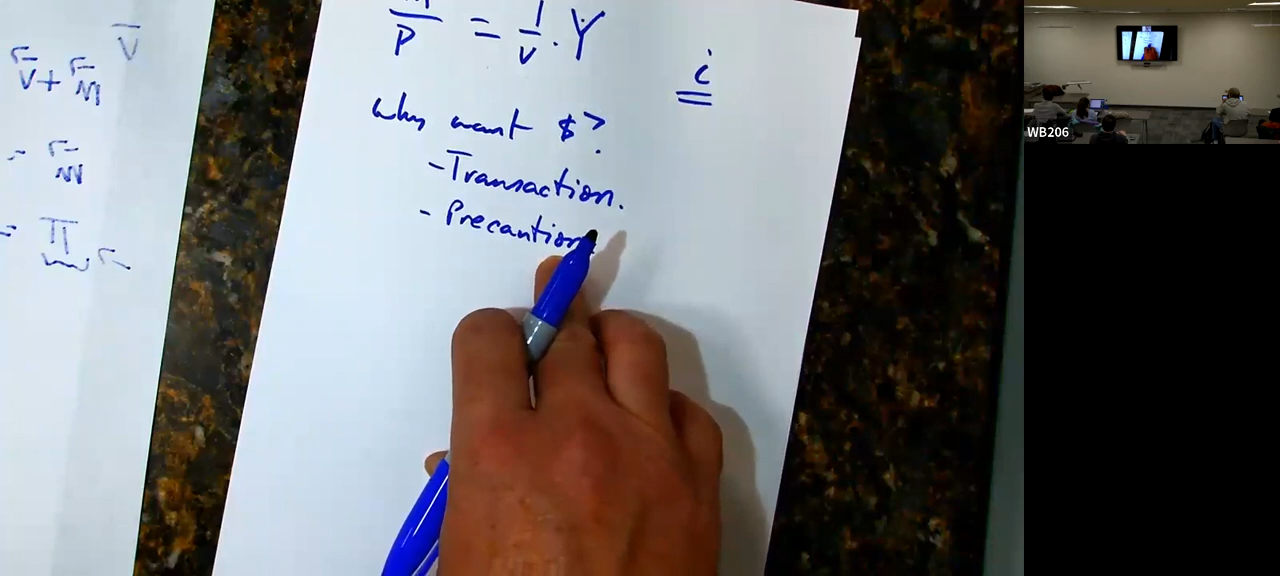 V
V + M
= M
= π
M/P = 1/v · Y
i
why want $?
- Transaction.
- Precaution
WB206